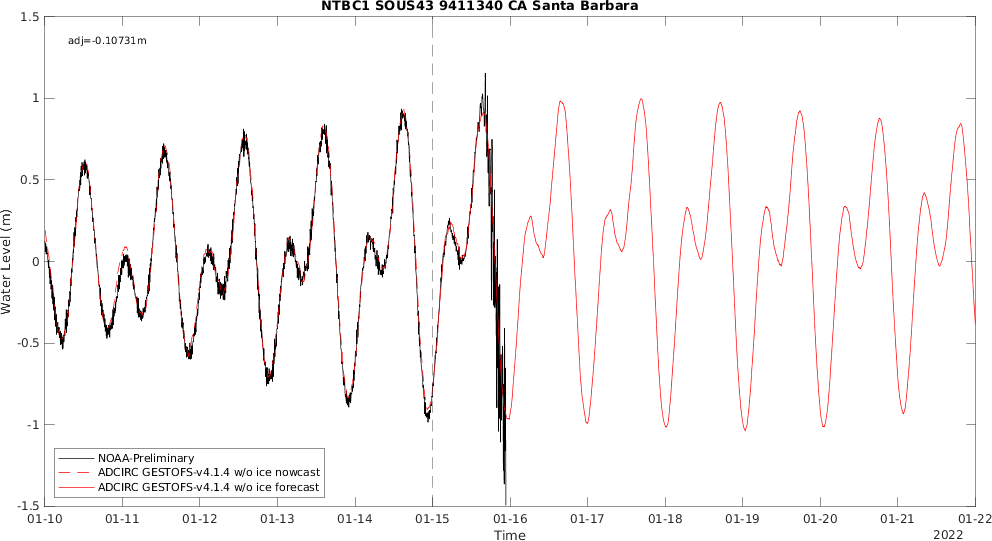 NTBC1 SOUS43 9411340 CA Santa Barbara
adj=-0.10731m
1.5
1
0.5
0
-0.5
-1
-1.5
Water Level (m)
NOAA-Preliminary
ADCIRC GESTOFS-v4.1.4 w/o ice nowcast
ADCIRC GESTOFS-v4.1.4 w/o ice forecast
01-10 01-11 01-12 01-13 01-14 01-15 01-16 01-17 01-18 01-19 01-20 01-21 01-22
Time
2022